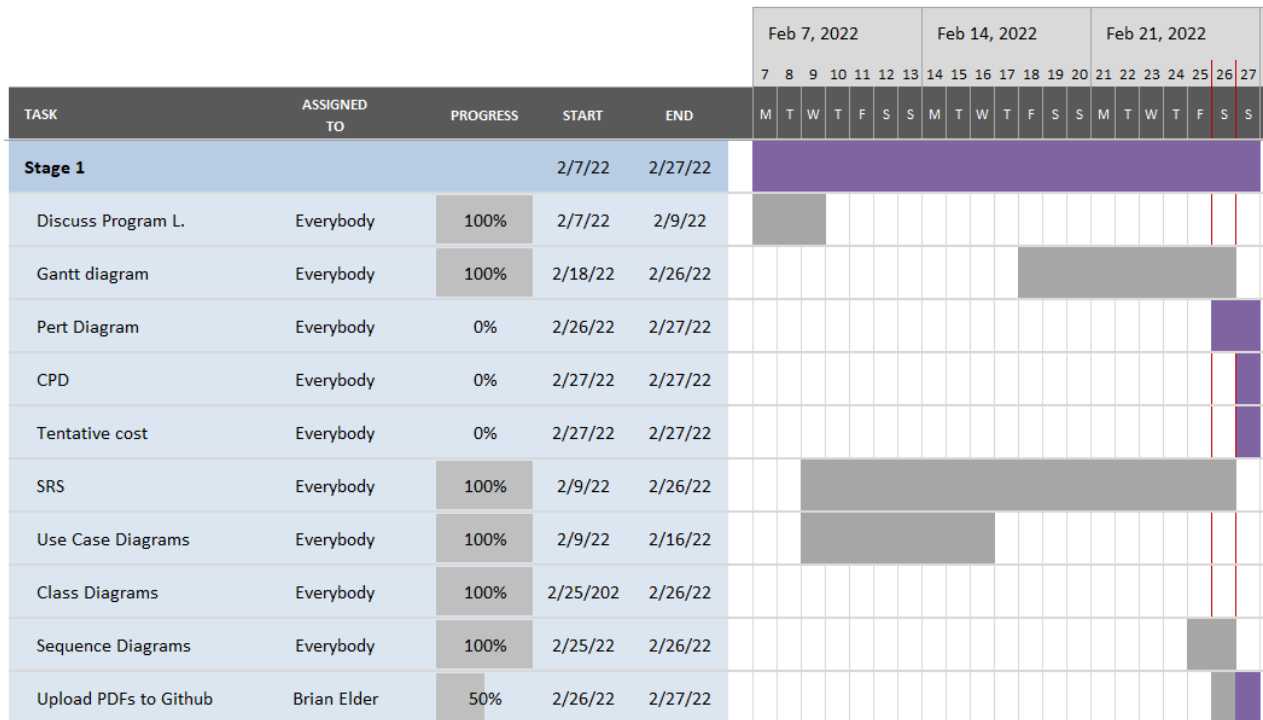 Feb 7, 2022 Feb 14, 2022 Feb 21, 2022
7 8 9 10 11 12 13 14 15 16 17 18 19 20 21 22 23 24 25 26 27
TASK ASSIGNED TO PROGRESS START END M T W T F S S M T W T F S S M T W T F S S
Stage 1 2/7/22 2/27/22
Discuss Program L. Everybody 100% 2/7/22 2/9/22
Gantt diagram Everybody 100% 2/18/22 2/26/22
Pert Diagram Everybody 0% 2/26/22 2/27/22
CPD Everybody 0% 2/27/22 2/27/22
Tentative cost Everybody 0% 2/27/22 2/27/22
SRS Everybody 100% 2/9/22 2/26/22
Use Case Diagrams Everybody 100% 2/9/22 2/16/22
Class Diagrams Everybody 100% 2/25/202 2/26/22
Sequence Diagrams Everybody 100% 2/25/22 2/26/22
Upload PDFs to Github Brian Elder 50% 2/26/22 2/27/22